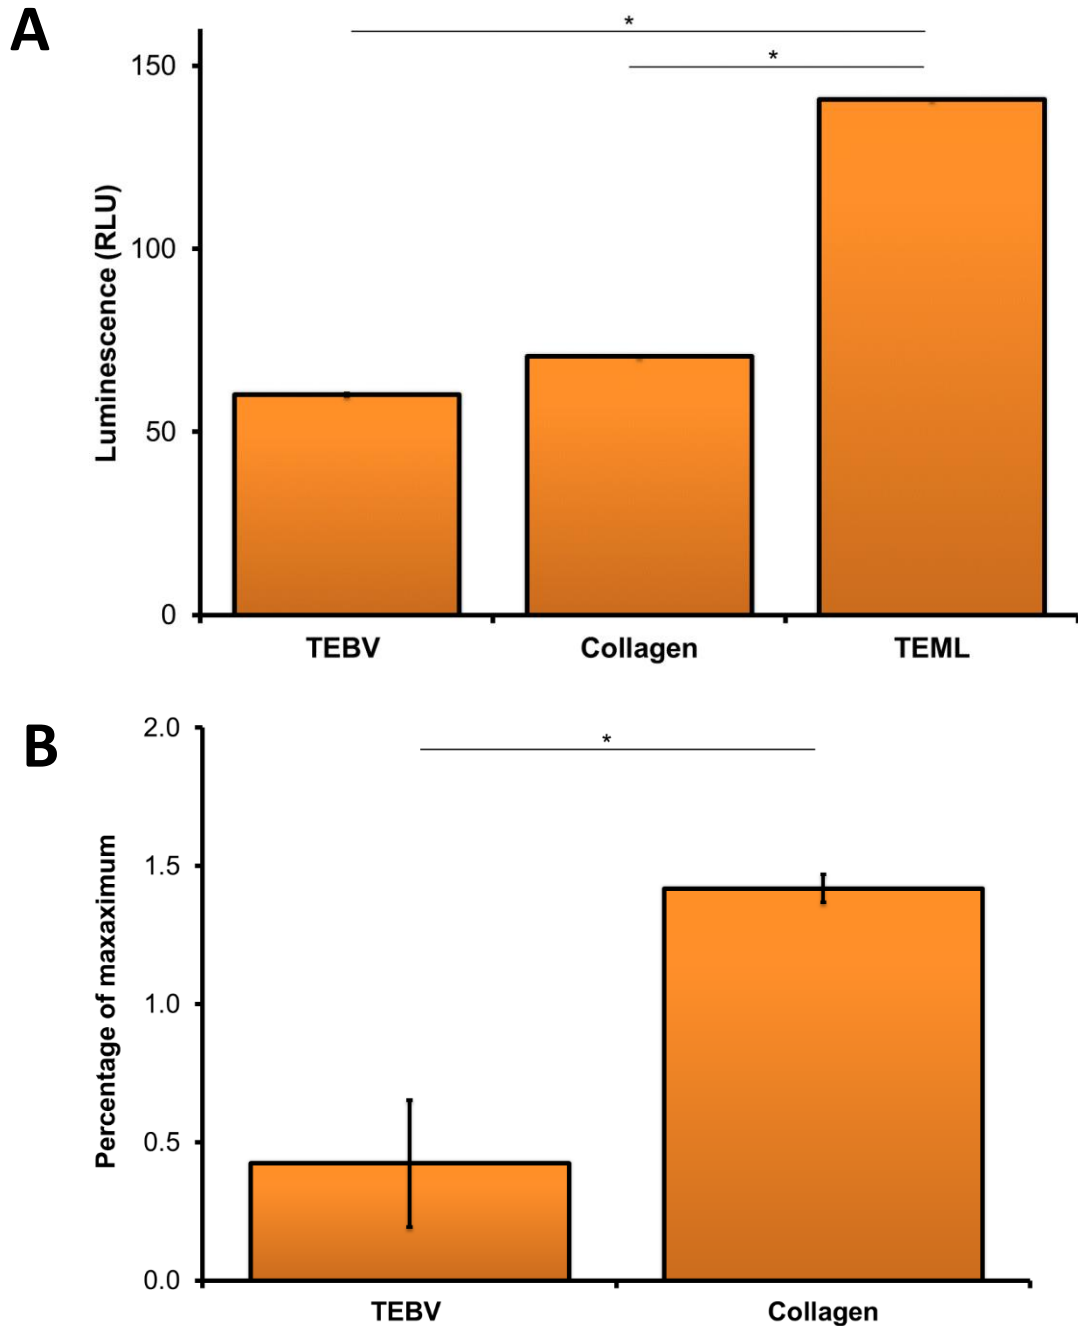 A
*
*
150
100
50
0
Luminescence (RLU)
TEBV Collagen TEML
B
*
2.0
1.5
1.0
0.5
0.0
Percentage of maxaximum
TEBV Collagen